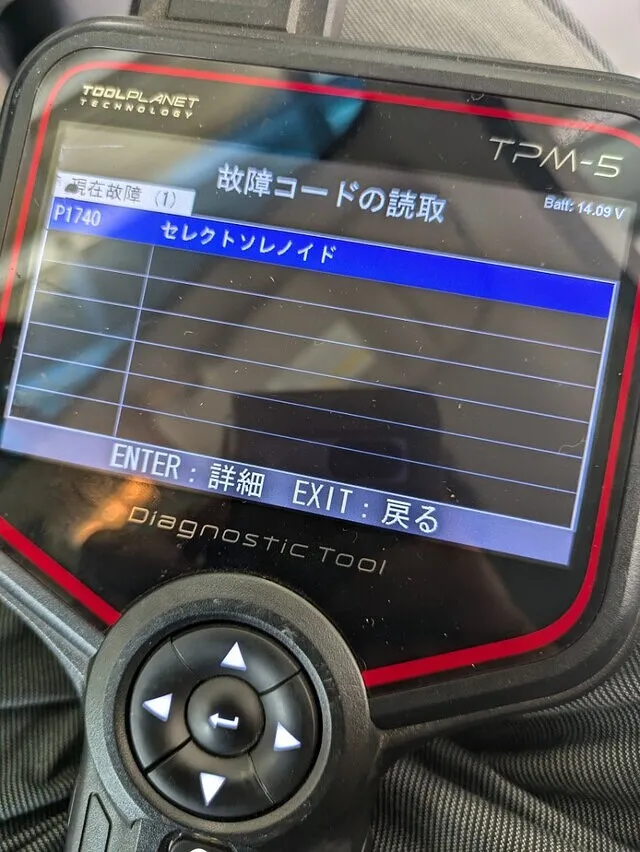 TOOLPLANET
TECHNOLOGY
TPM-5
故障コードの読取
Batt: 14.09 V
現在故障 (1)
P1740 セレクトソレノイド
ENTER : 詳細 EXIT : 戻る
Diagnostic Tool